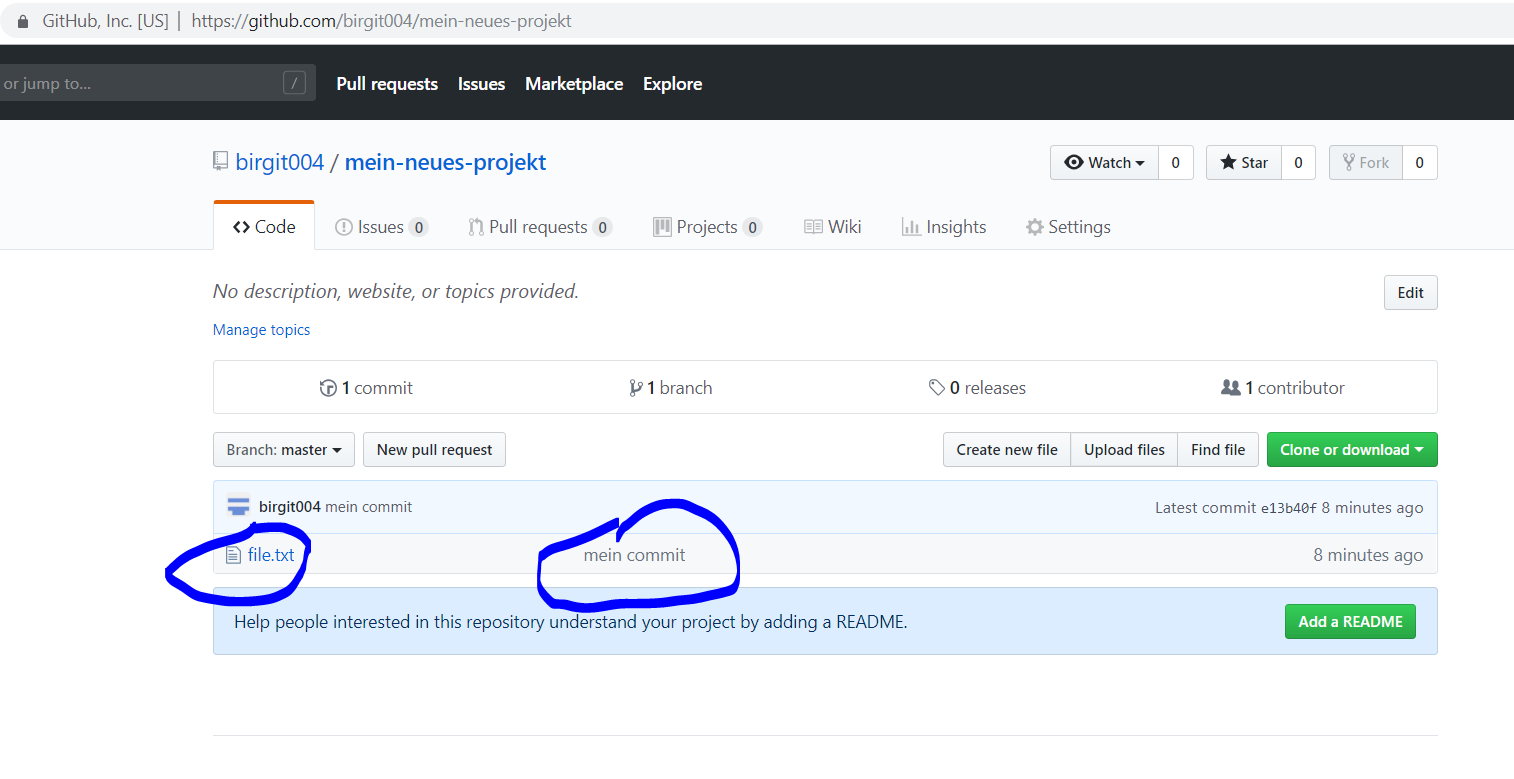 GitHub, Inc. [US] | https://github.com/birgit004/mein-neues-projekt
or jump to... / Pull requests Issues Marketplace Explore
birgit004 / mein-neues-projekt Watch 0 Star 0 Fork 0
Code Issues 0 Pull requests 0 Projects 0 Wiki Insights Settings
No description, website, or topics provided. Edit
Manage topics
1 commit 1 branch 0 releases 1 contributor
Branch: master New pull request Create new file Upload files Find file Clone or download
birgit004 mein commit Latest commit e13b40f 8 minutes ago
file.txt mein commit 8 minutes ago
Help people interested in this repository understand your project by adding a README. Add a README